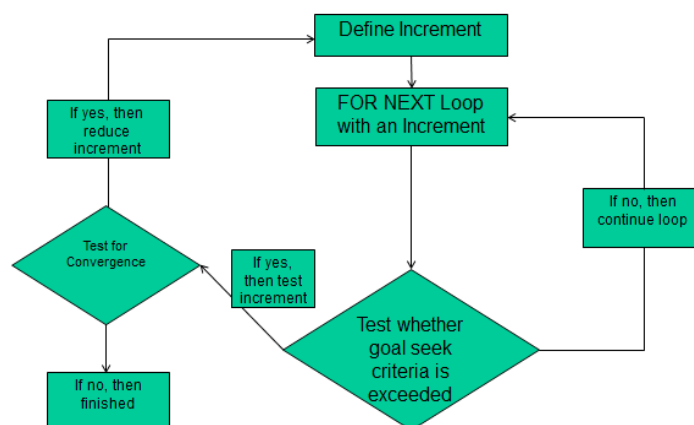 Define Increment
FOR NEXT Loop
with an Increment
If yes, then
reduce
increment
If no, then
continue loop
Test for
Convergence
If yes,
then test
increment
Test whether
goal seek
criteria is
exceeded
If no, then
finished